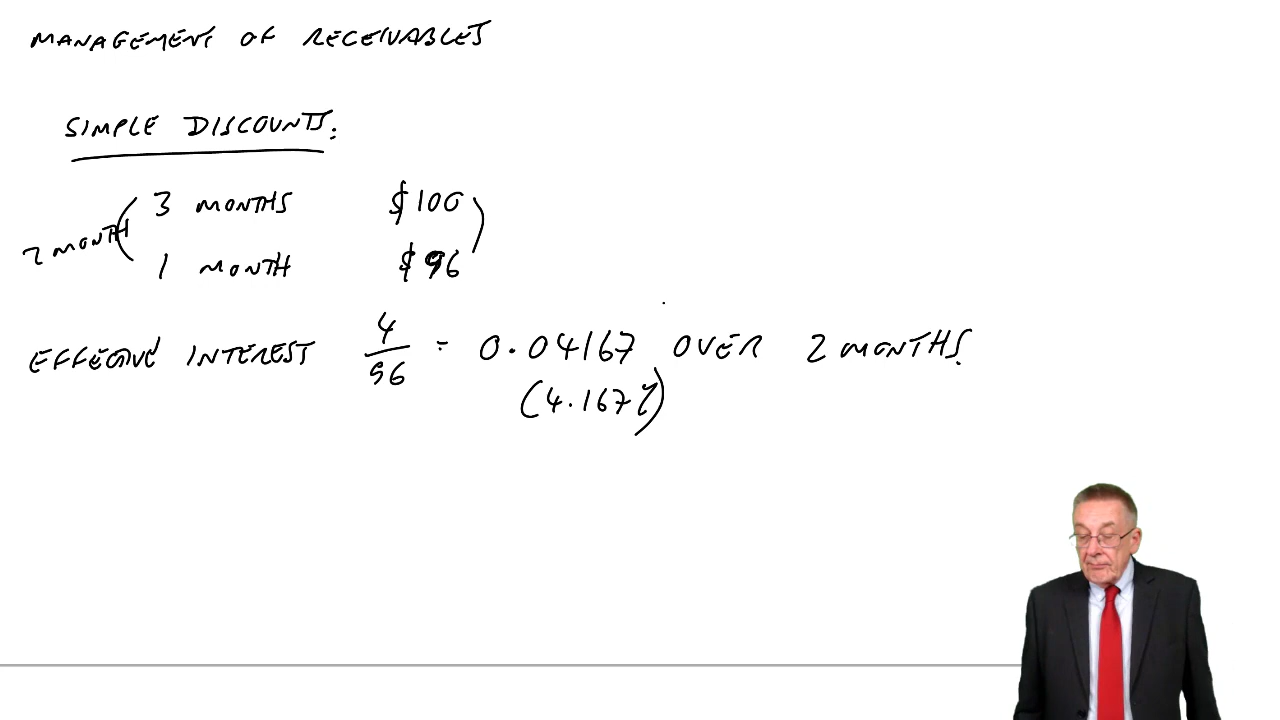 MANAGEMENT OF RECEIVABLES
SIMPLE DISCOUNTS:
3 MONTHS $100
2 MONTH
1 MONTH $96
EFFECTIVE INTEREST 4/96 = 0.04167 OVER 2 MONTHS.
(4.167%)